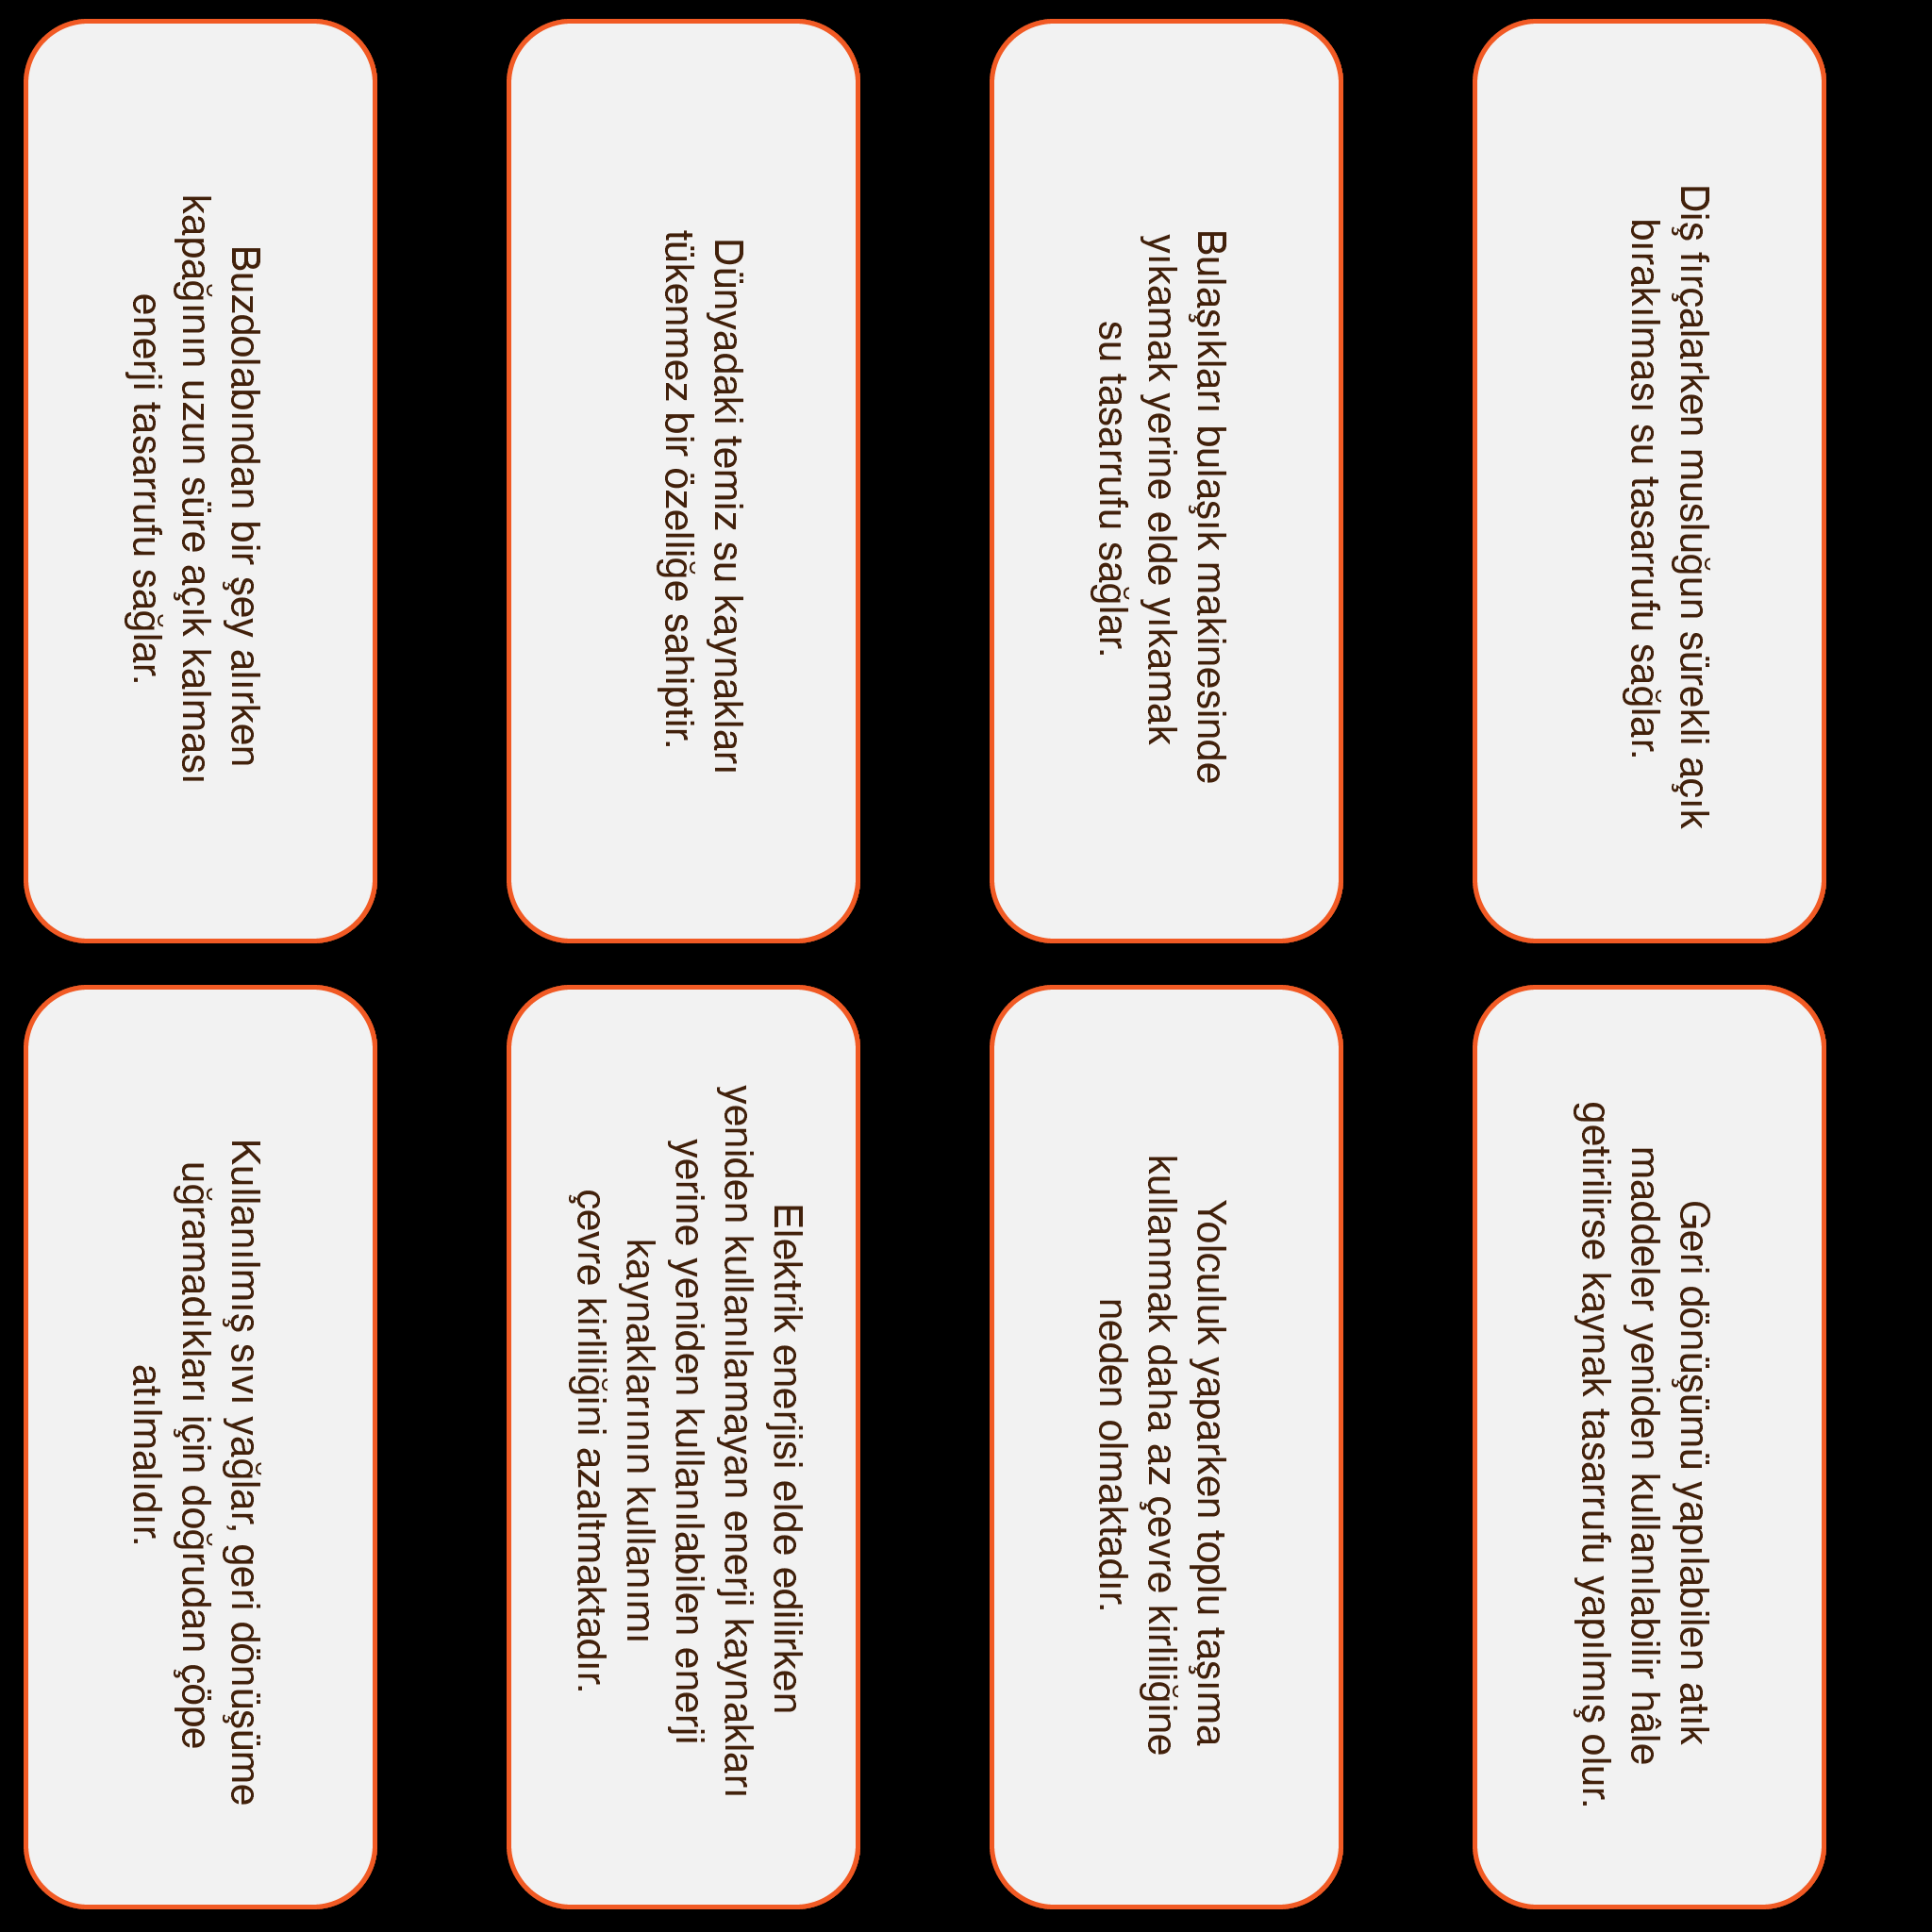 Diş fırçalarken musluğun sürekli açık
bırakılması su tasarrufu sağlar.
Geri dönüşümü yapılabilen atık
maddeler yeniden kullanılabilir hâle
getirilirse kaynak tasarrufu yapılmış olur.
Bulaşıkları bulaşık makinesinde
yıkamak yerine elde yıkamak
su tasarrufu sağlar.
Yolculuk yaparken toplu taşıma
kullanmak daha az çevre kirliliğine
neden olmaktadır.
Dünyadaki temiz su kaynakları
tükenmez bir özelliğe sahiptir.
Elektrik enerjisi elde edilirken
yeniden kullanılamayan enerji kaynakları
yerine yeniden kullanılabilen enerji
kaynaklarının kullanımı
çevre kirliliğini azaltmaktadır.
Buzdolabından bir şey alırken
kapağının uzun süre açık kalması
enerji tasarrufu sağlar.
Kullanılmış sıvı yağlar, geri dönüşüme
uğramadıkları için doğrudan çöpe
atılmalıdır.